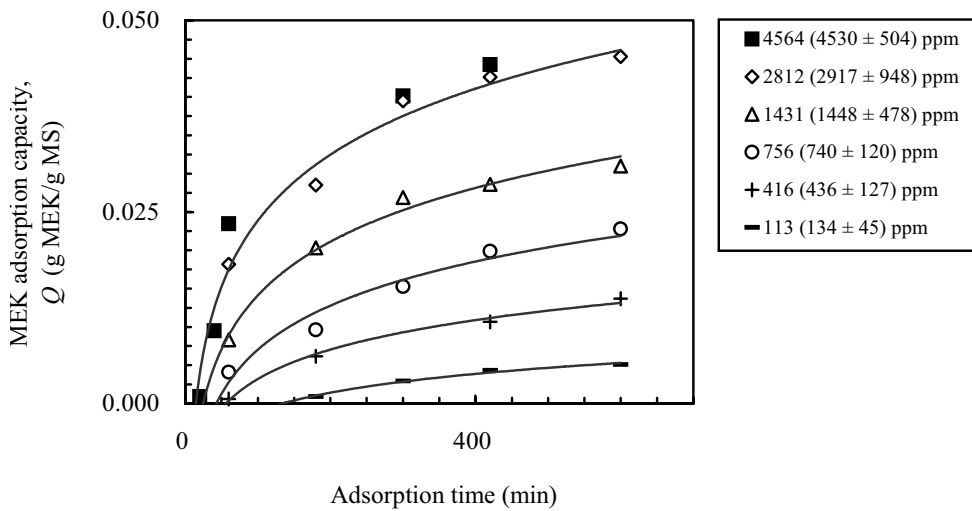 0.050
0.025
0.000
MEK adsorption capacity,
Q (g MEK/g MS)
0
400
Adsorption time (min)
4564 (4530 ± 504) ppm
2812 (2917 ± 948) ppm
1431 (1448 ± 478) ppm
756 (740 ± 120) ppm
416 (436 ± 127) ppm
113 (134 ± 45) ppm